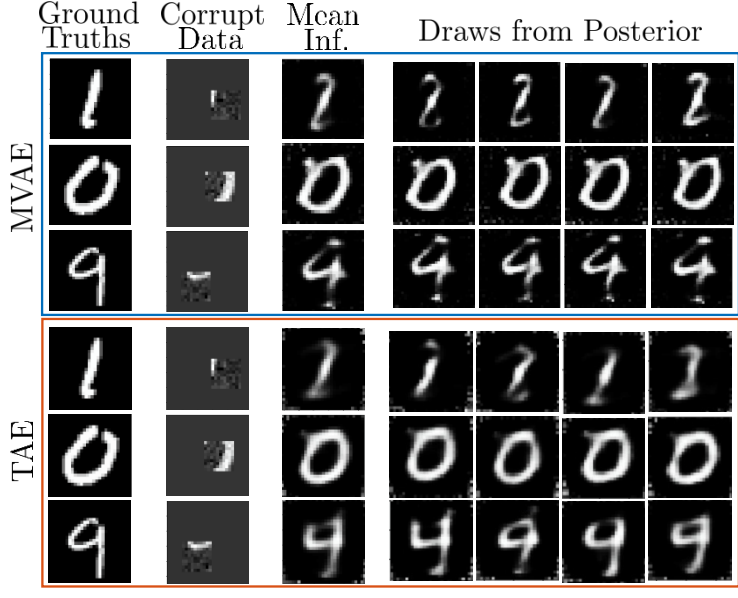 Ground Truths
Corrupt Data
Mean Inf.
Draws from Posterior
MVAE
TAE